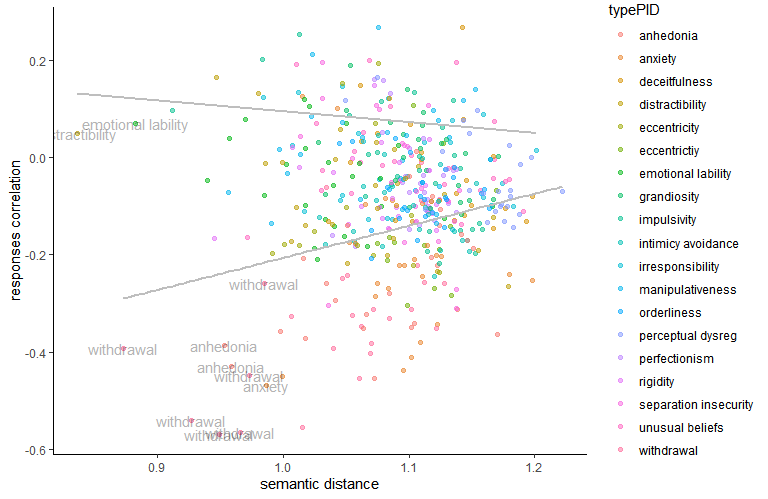 typePID
anhedonia
anxiety
deceitfulness
distractibility
eccentricity
eccentrictiy
emotional lability
grandiosity
impulsivity
intimicy avoidance
irresponsibility
manipulativeness
orderliness
perceptual dysreg
perfectionism
rigidity
separation insecurity
unusual beliefs
withdrawal
responses correlation
0.2
0.0
-0.2
-0.4
-0.6
emotional lability
stractibility
withdrawal
withdrawal
anhedonia
anhedonia
withdrawal
anxiety
withdrawal
withdrawal
withdrawal
0.9
1.0
1.1
1.2
semantic distance